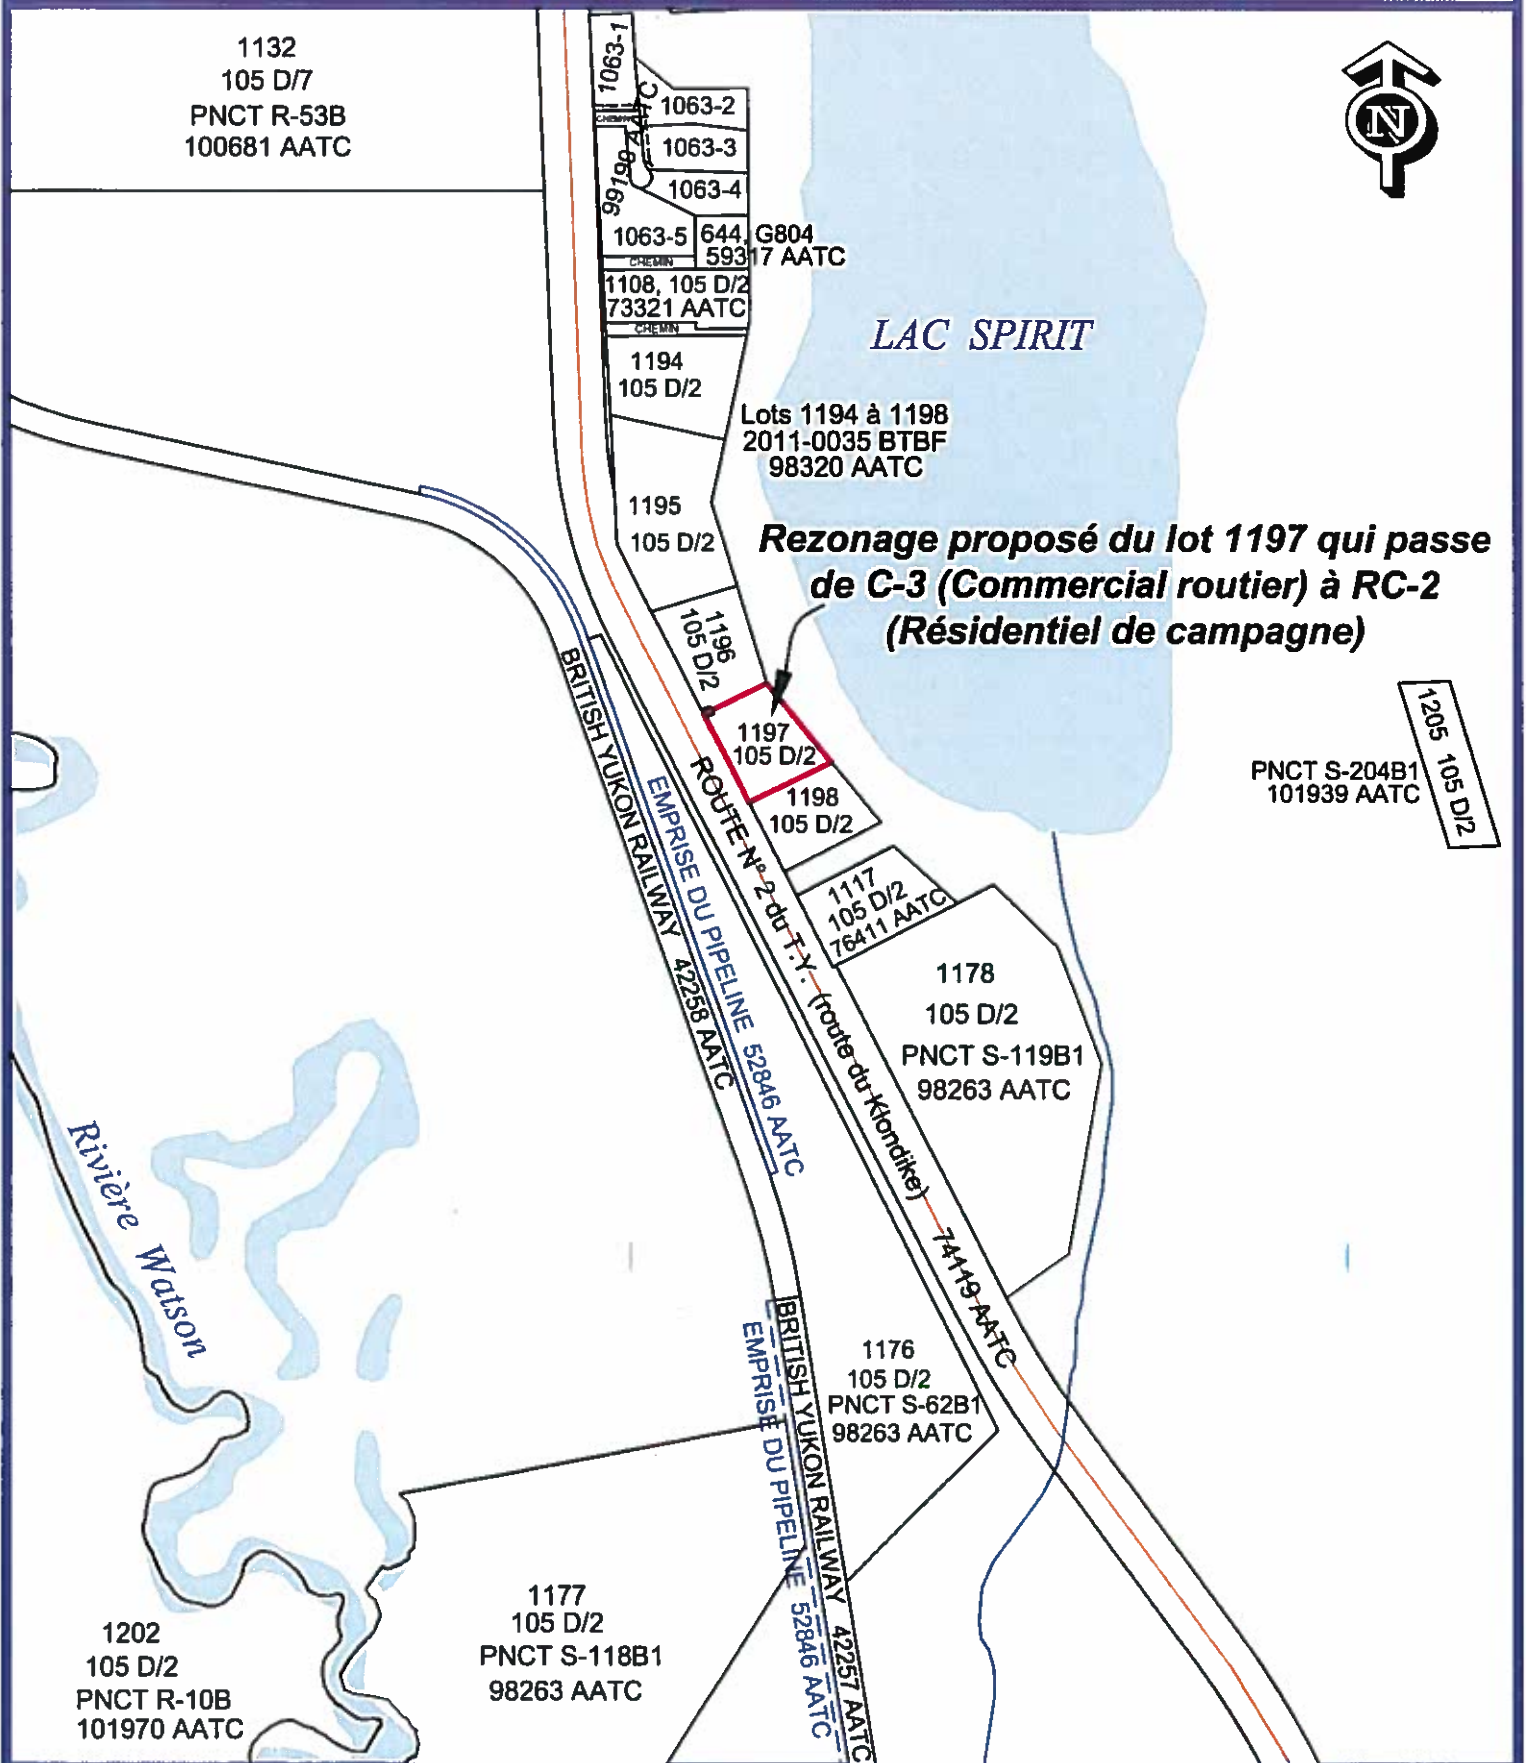 1132
105 D/7
PNCT R-53B
100681 AATC
1063-1
1063-2
CHEMIN
99190 AATC
1063-3
1063-4
1063-5
644, G804
59317 AATC
CHEMIN
1108, 105 D/2
73321 AATC
CHEMIN
1194
105 D/2
N
LAC SPIRIT
Lots 1194 à 1198
2011-0035 BTBF
98320 AATC
1195
105 D/2
Rezonage proposé du lot 1197 qui passe
de C-3 (Commercial routier) à RC-2
(Résidentiel de campagne)
1196
105 D/2
1197
105 D/2
1198
105 D/2
1205 105 D/2
PNCT S-204B1
101939 AATC
BRITISH YUKON RAILWAY 42258 AATC
EMPRISE DU PIPELINE 52846 AATC
ROUTE Nº 2 du T.Y. (route du Klondike) 74419 AATC
1117
105 D/2
76411 AATC
1178
105 D/2
PNCT S-119B1
98263 AATC
Rivière Watson
1176
105 D/2
PNCT S-62B1
98263 AATC
BRITISH YUKON RAILWAY 42257 AATC
EMPRISE DU PIPELINE 52846 AATC
1177
105 D/2
PNCT S-118B1
98263 AATC
1202
105 D/2
PNCT R-10B
101970 AATC